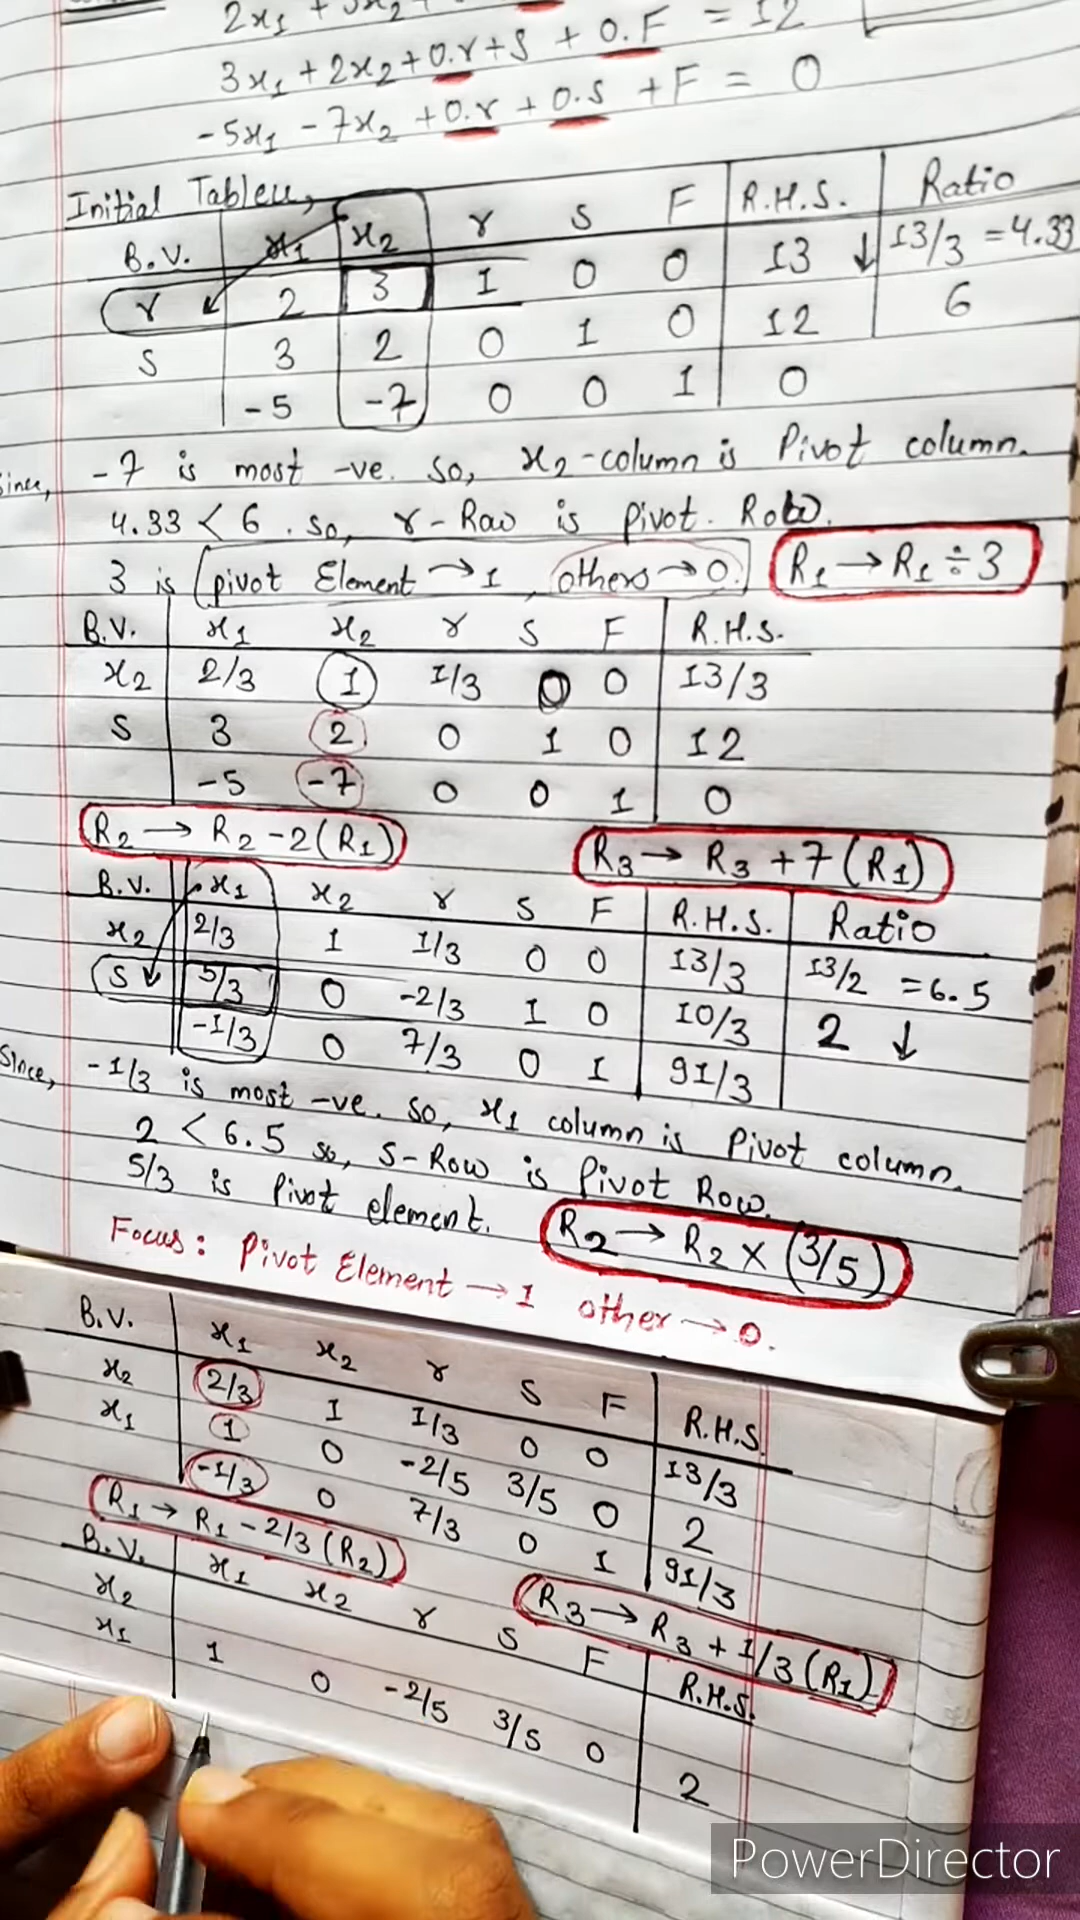 2x1 + 3x2
= 12
3x1 + 2x2 + 0.r + S + 0.F
-5x1 - 7x2 + 0.r + 0.s + F = 0
Initial Tableu,
B.V. x1 x2 r S F R.H.S. Ratio
r 2 3 1 0 0 13 ↓ 13/3 = 4.33
S 3 2 0 1 0 12 6
-5 -7 0 0 1 0
Since, -7 is most -ve. so, x2-column is Pivot column.
4.33 < 6. so, r-Row is pivot Row.
3 is pivot Element → 1, others → 0. R1 → R1 ÷ 3
B.V. x1 x2 r S F R.H.S.
x2 2/3 1 1/3 0 0 13/3
S 3 2 0 1 0 12
-5 -7 0 0 1 0
R2 → R2 - 2(R1) R3 → R3 + 7(R1)
B.V. x1 x2 r S F R.H.S. Ratio
x2 2/3 1 1/3 0 0 13/3 13/2 = 6.5
S 5/3 0 -2/3 1 0 10/3 2 ↓
-1/3 0 7/3 0 1 91/3
Since, -1/3 is most -ve. so, x1 column is Pivot column.
2 < 6.5 so, S-Row is Pivot Row.
5/3 is Pivot element. R2 → R2 × (3/5)
Focus: Pivot Element → 1 other → 0.
B.V. x1 x2 r S F R.H.S.
x2 2/3 1 1/3 0 0 13/3
x1 1 0 -2/5 3/5 0 2
-1/3 0 7/3 0 1 91/3
R1 → R1 - 2/3 (R2) R3 → R3 + 1/3 (R1)
B.V. x1 x2 r S F R.H.S.
x2
x1 1 0 -2/5 3/5 0 2
PowerDirector